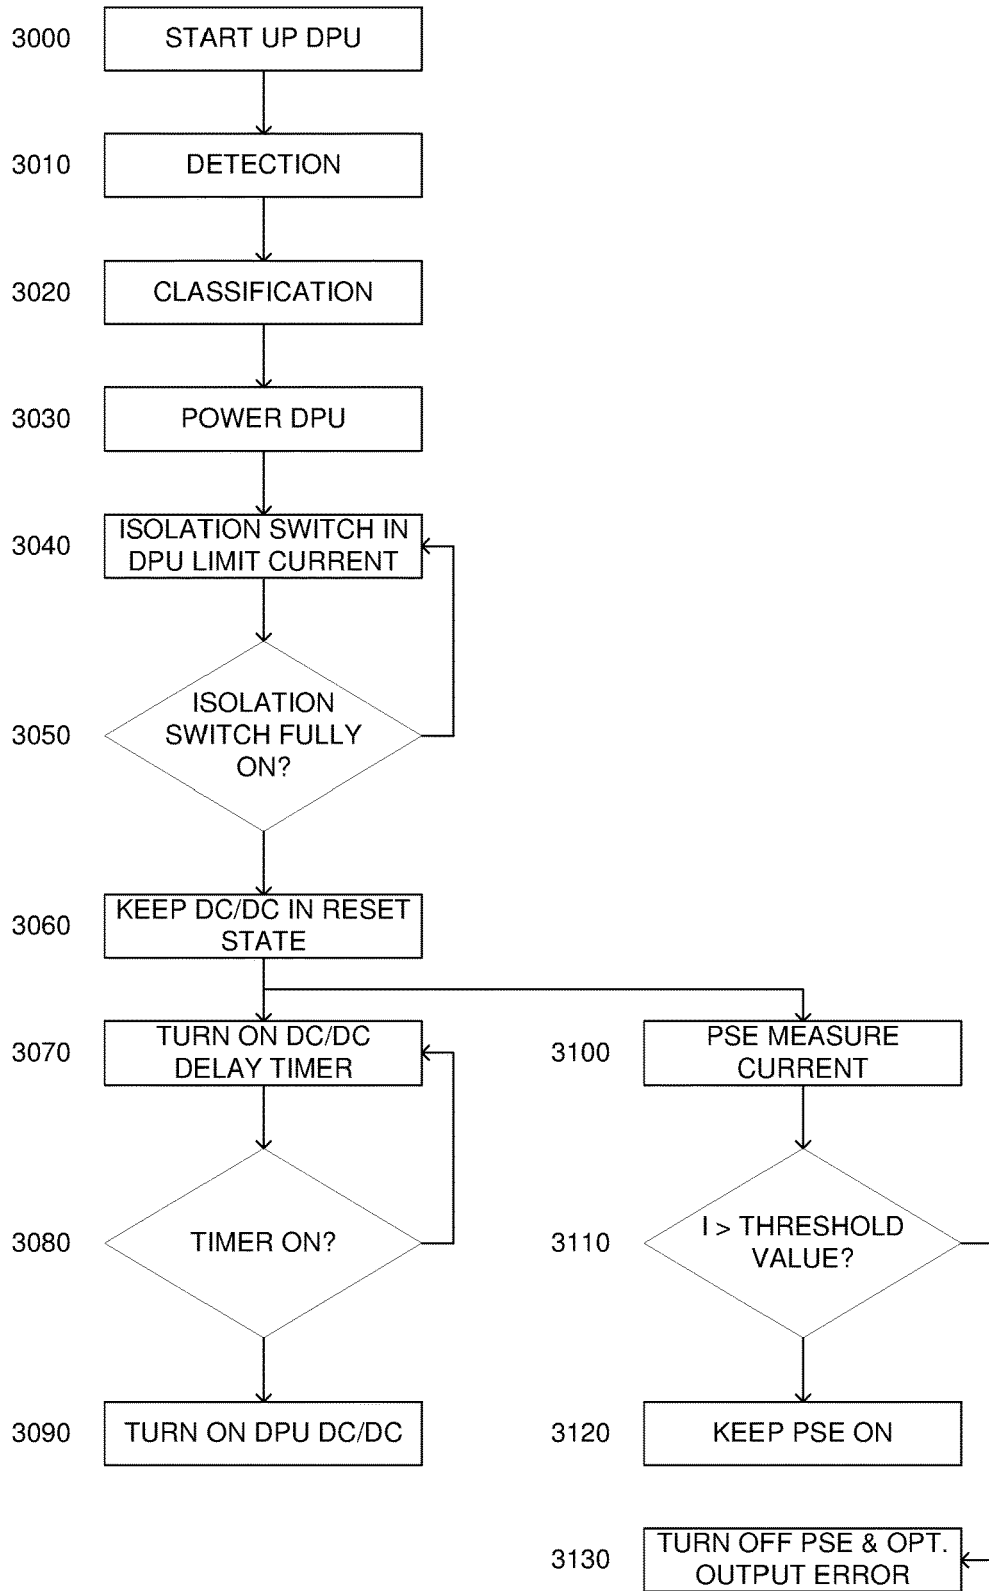 3000
START UP DPU
3010
DETECTION
3020
CLASSIFICATION
3030
POWER DPU
3040
ISOLATION SWITCH IN
DPU LIMIT CURRENT
3050
ISOLATION
SWITCH FULLY
ON?
3060
KEEP DC/DC IN RESET
STATE
3070
TURN ON DC/DC
DELAY TIMER
3080
TIMER ON?
3090
TURN ON DPU DC/DC
3100
PSE MEASURE
CURRENT
3110
I > THRESHOLD
VALUE?
3120
KEEP PSE ON
3130
TURN OFF PSE & OPT.
OUTPUT ERROR